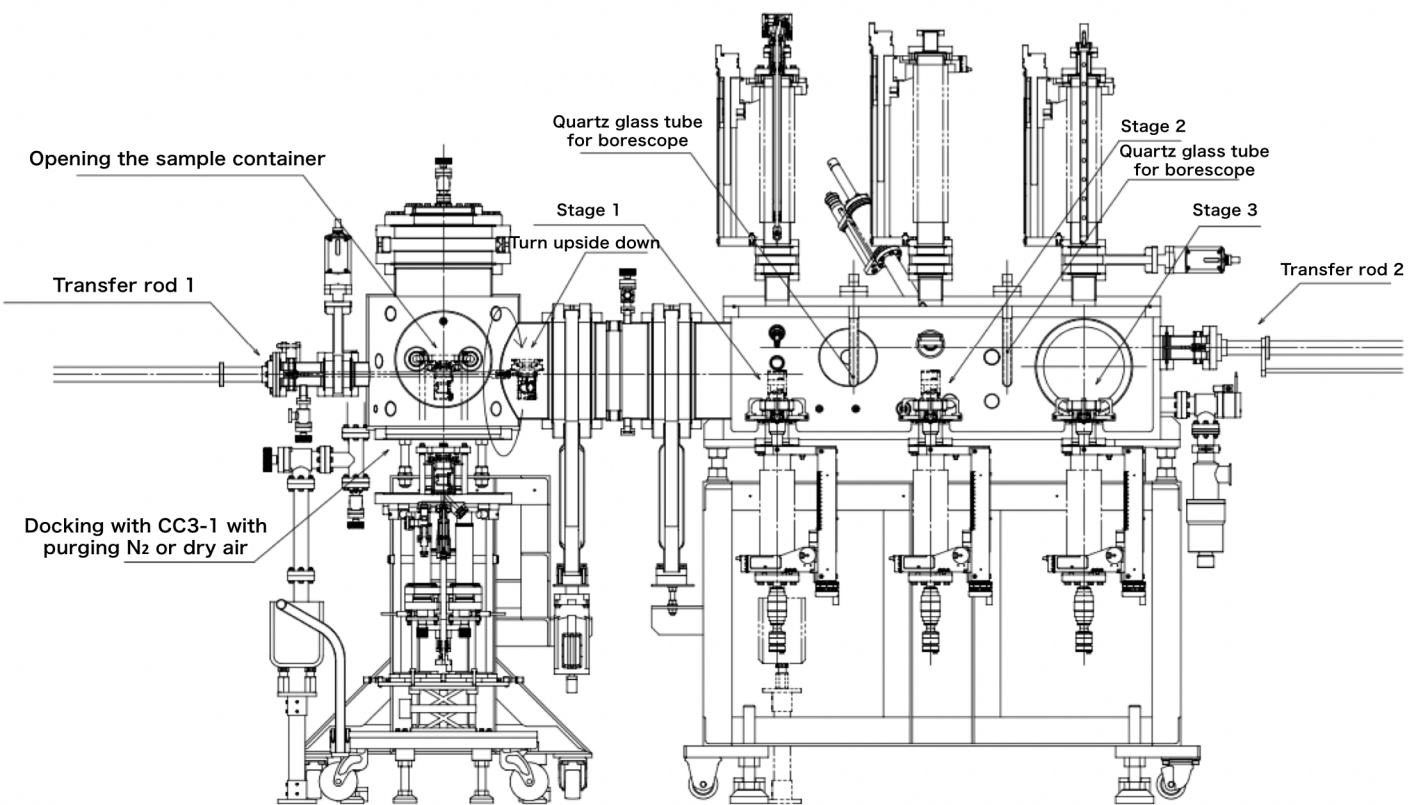 Quartz glass tube
for borescope
Stage 2
Opening the sample container
Quartz glass tube
for borescope
Stage 1
Stage 3
Turn upside down
Transfer rod 1
Transfer rod 2
Docking with CC3-1 with
purging N₂ or dry air